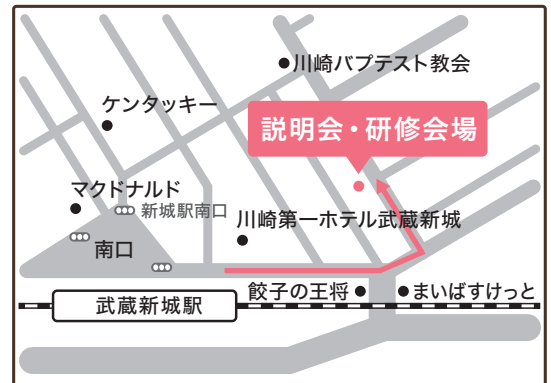 川崎バプテスト教会
ケンタッキー
説明会・研修会場
マクドナルド
新城駅南口
川崎第一ホテル武蔵新城
南口
餃子の王将
まいばすけっと
武蔵新城駅